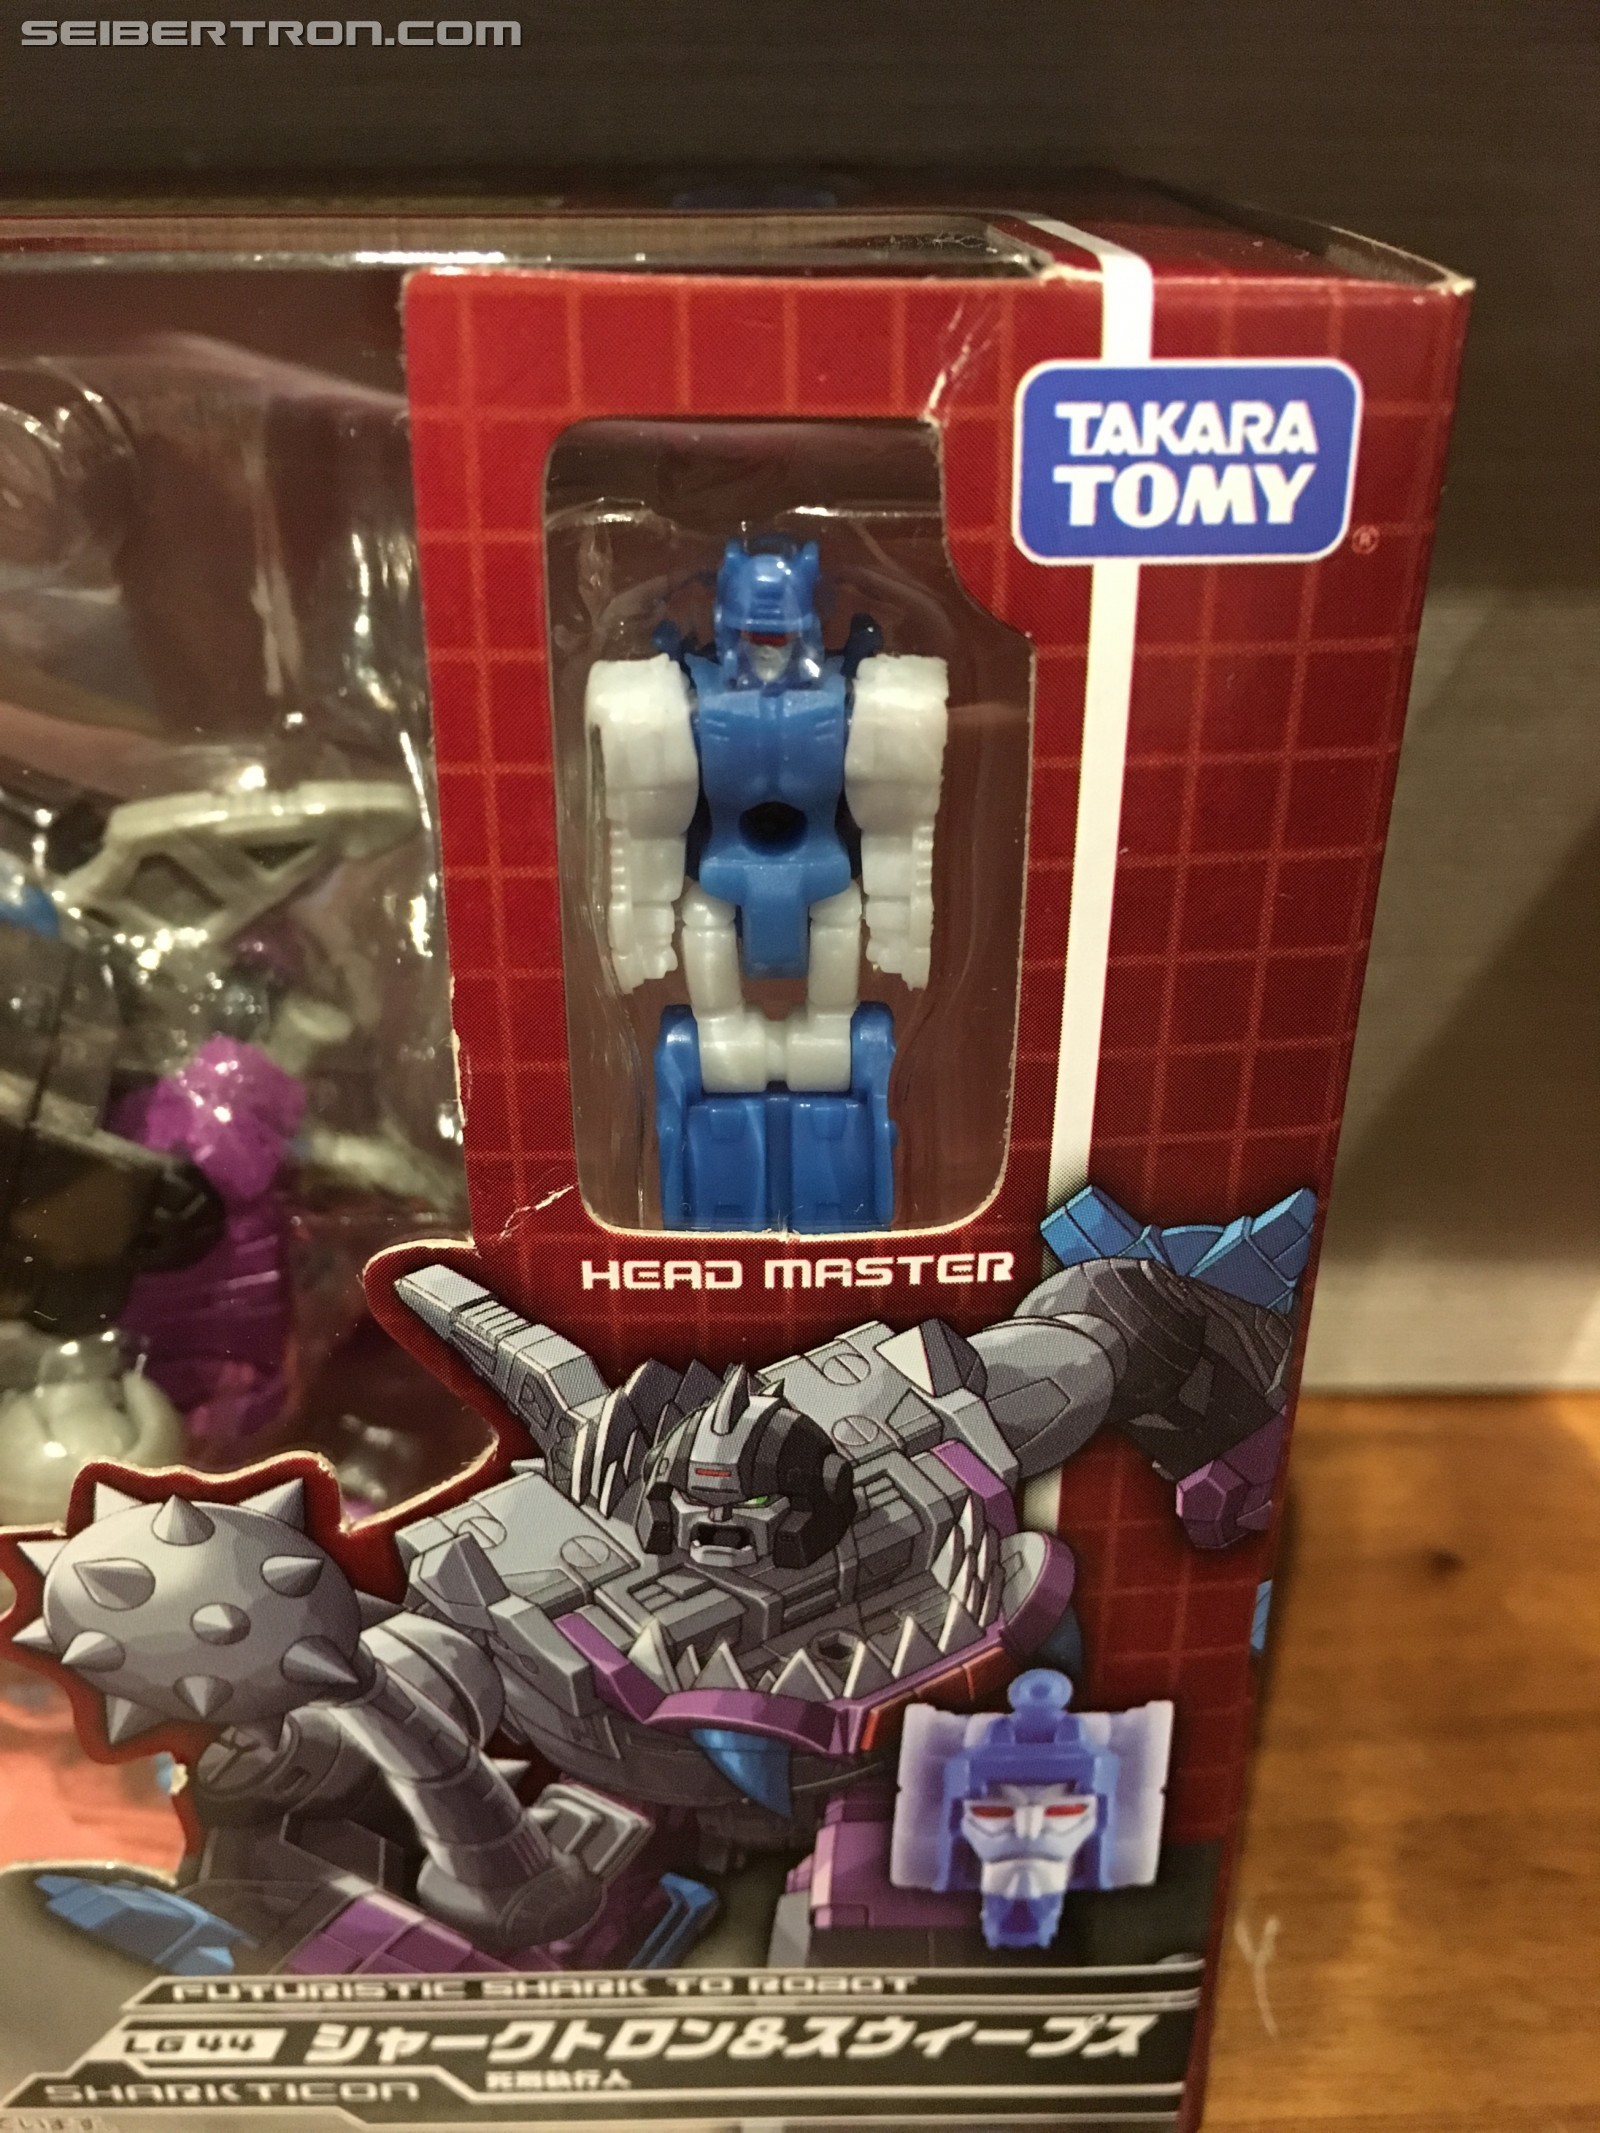 SEIBERTRON.COM
TAKARA
TOMY
®
HEAD MASTER
FUTURISTIC SHARK TO ROBOT
LG44 シャークトロン&スウィープス
SHARKTICON